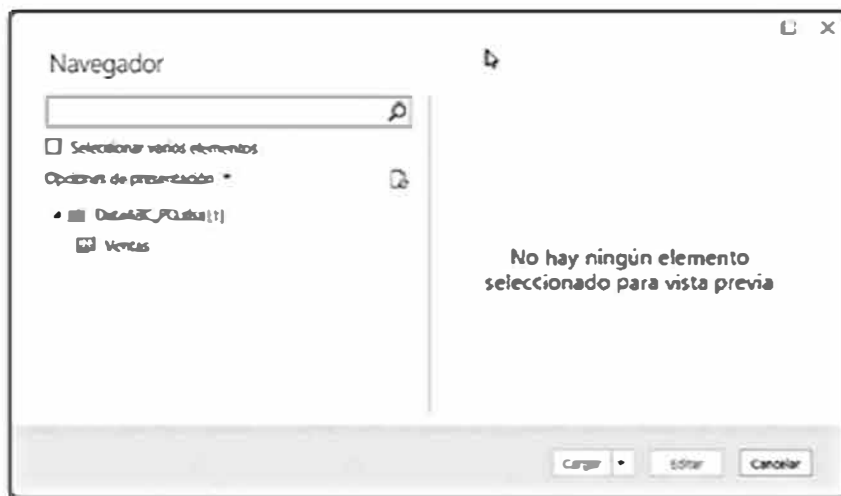 Navegador
Seleccionar varios elementos
Opciones de presentación
Ventas
No hay ningún elemento
seleccionado para vista previa
Cargar
Editar
Cancelar